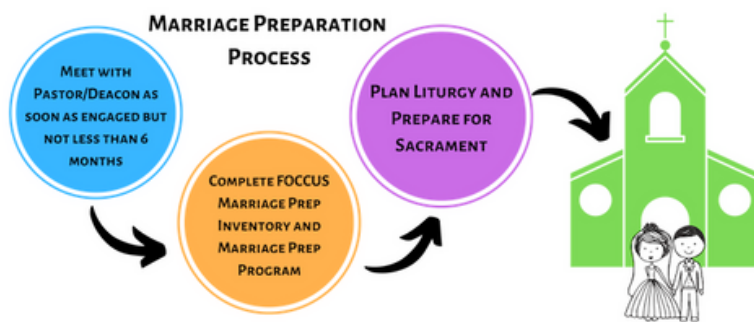 Marriage Preparation
Process
Meet with
Pastor/Deacon as
soon as engaged but
not less than 6
months
Complete FOCCUS
Marriage Prep
Inventory and
Marriage Prep
Program
Plan Liturgy and
Prepare for
Sacrament